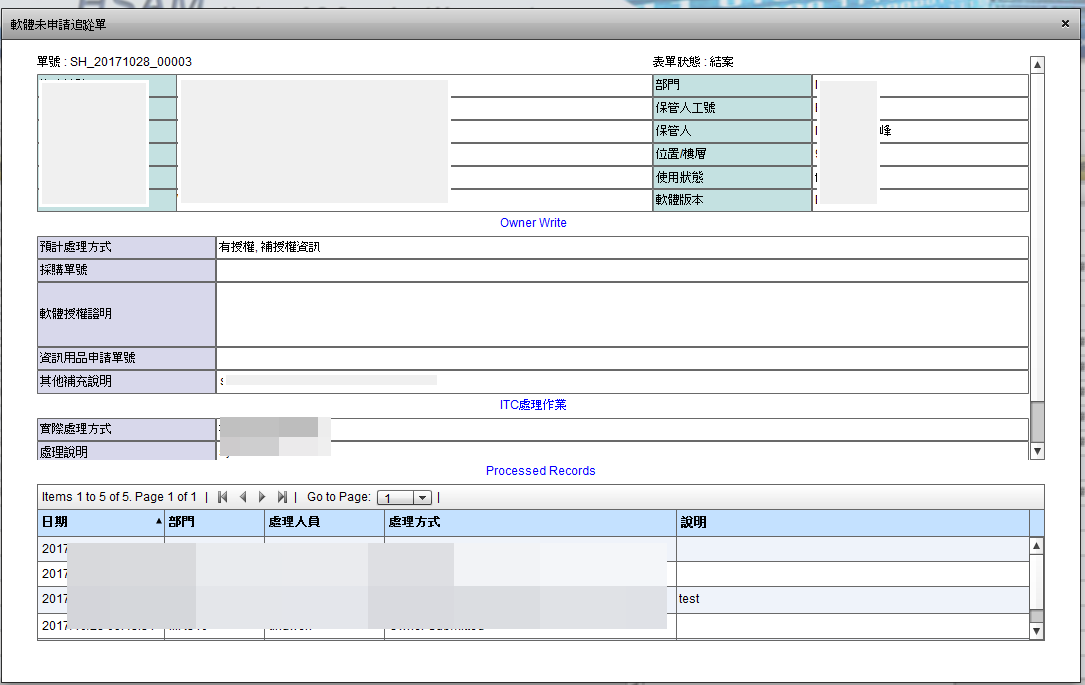 軟體未申請追蹤單
單號 : SH_20171028_00003 表單狀態 : 結案
部門
保管人工號
保管人 峰
位置/樓層
使用狀態
軟體版本
Owner Write
預計處理方式 有授權, 補授權資訊
採購單號
軟體授權證明
資訊用品申請單號
其他補充說明
ITC處理作業
實際處理方式
處理說明
Processed Records
Items 1 to 5 of 5. Page 1 of 1 | | Go to Page: 1 |
日期 部門 處理人員 處理方式 說明
2017
2017
2017 test
2017